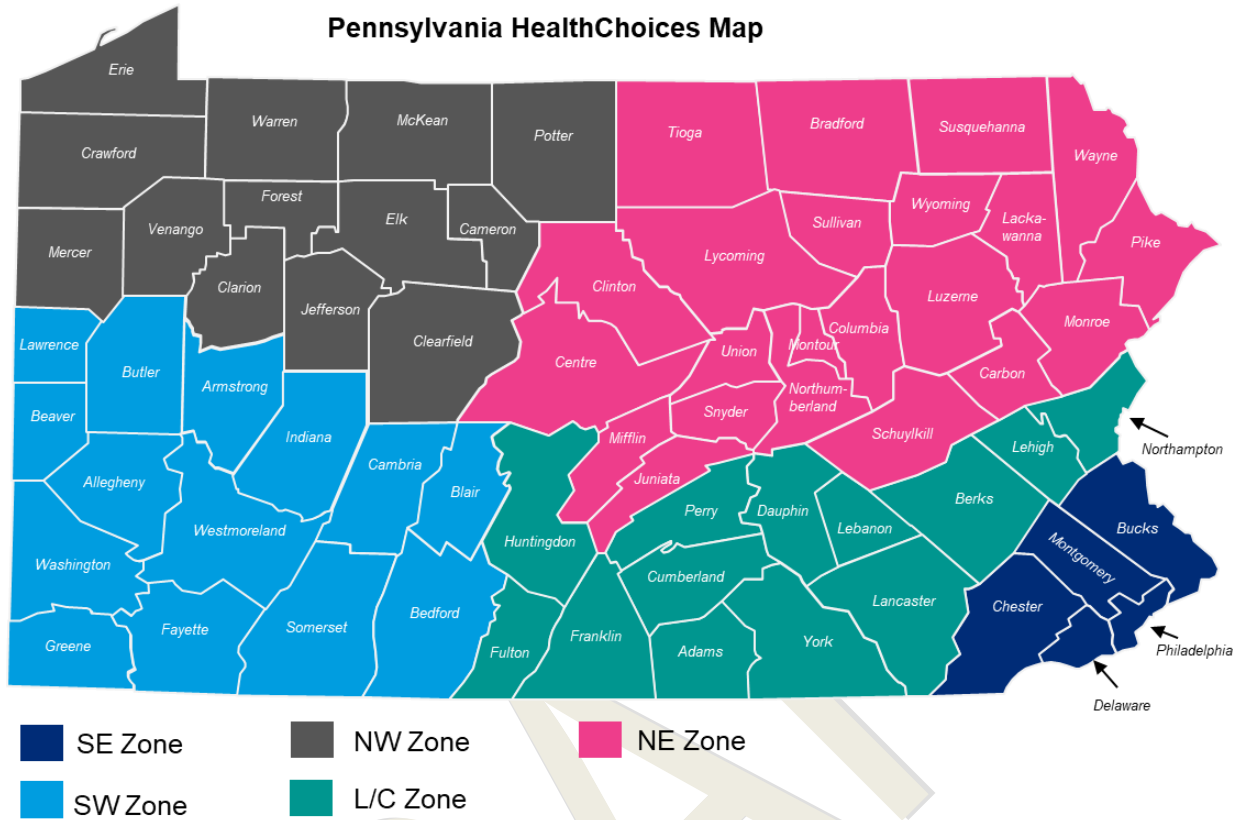 Pennsylvania HealthChoices Map
Erie
Warren
McKean
Potter
Tioga
Bradford
Susquehanna
Wayne
Crawford
Forest
Elk
Cameron
Venango
Mercer
Clarion
Jefferson
Clearfield
Clinton
Lycoming
Sullivan
Wyoming
Lacka-
wanna
Pike
Luzerne
Monroe
Columbia
Montour
Union
Centre
Carbon
Northum-
berland
Snyder
Mifflin
Juniata
Schuylkill
Lawrence
Butler
Armstrong
Beaver
Indiana
Cambria
Blair
Allegheny
Westmoreland
Washington
Greene
Fayette
Somerset
Bedford
Huntingdon
Fulton
Franklin
Perry
Dauphin
Lebanon
Cumberland
Adams
York
Lancaster
Berks
Lehigh
Northampton
Bucks
Montgomery
Chester
Philadelphia
Delaware
SE Zone
NW Zone
NE Zone
SW Zone
L/C Zone